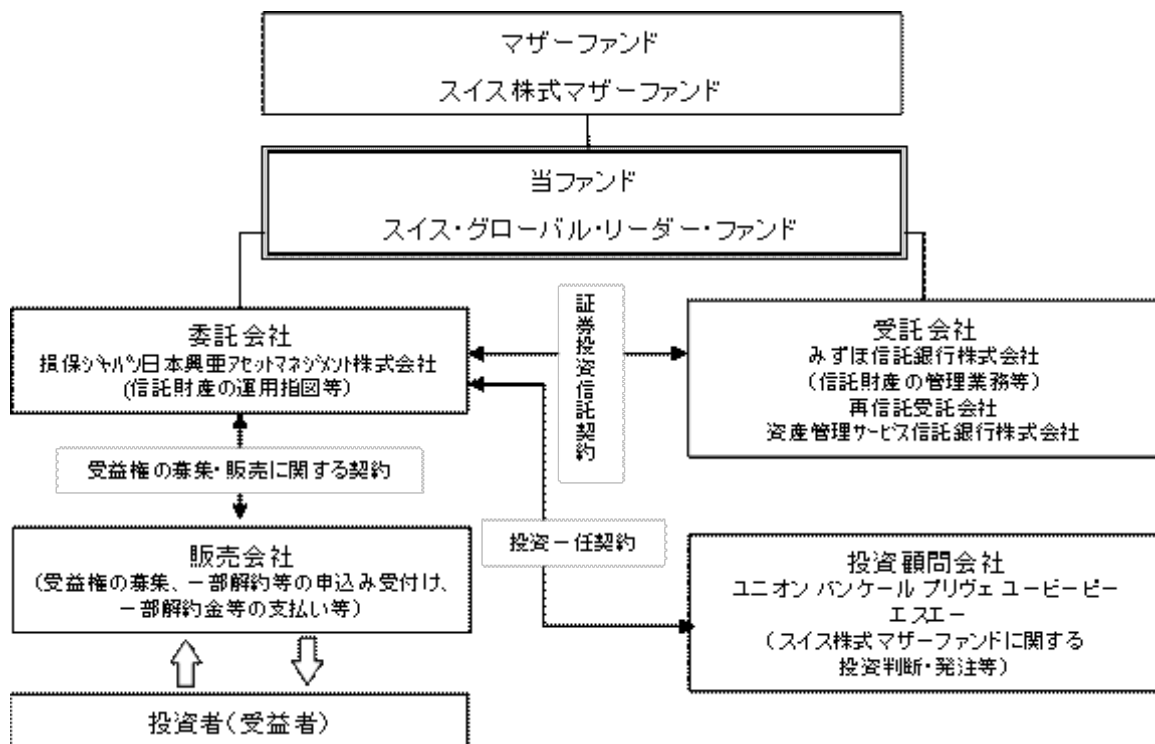 マザーファンド
スイス株式マザーファンド
当ファンド
スイス・グローバル・リーダー・ファンド
委託会社
損保ジャパン日本興亜アセットマネジメント株式会社
(信託財産の運用指図等)
証券投資信託契約
受託会社
みずほ信託銀行株式会社
(信託財産の管理業務等)
再信託受託会社
資産管理サービス信託銀行株式会社
受益権の募集・販売に関する契約
投資一任契約
販売会社
(受益権の募集、一部解約等の申込み受付け、
一部解約金等の支払い等)
投資顧問会社
ユニオン バンケール プリヴェ ユービーピー
エスエー
(スイス株式マザーファンドに関する
投資判断・発注等)
投資者(受益者)